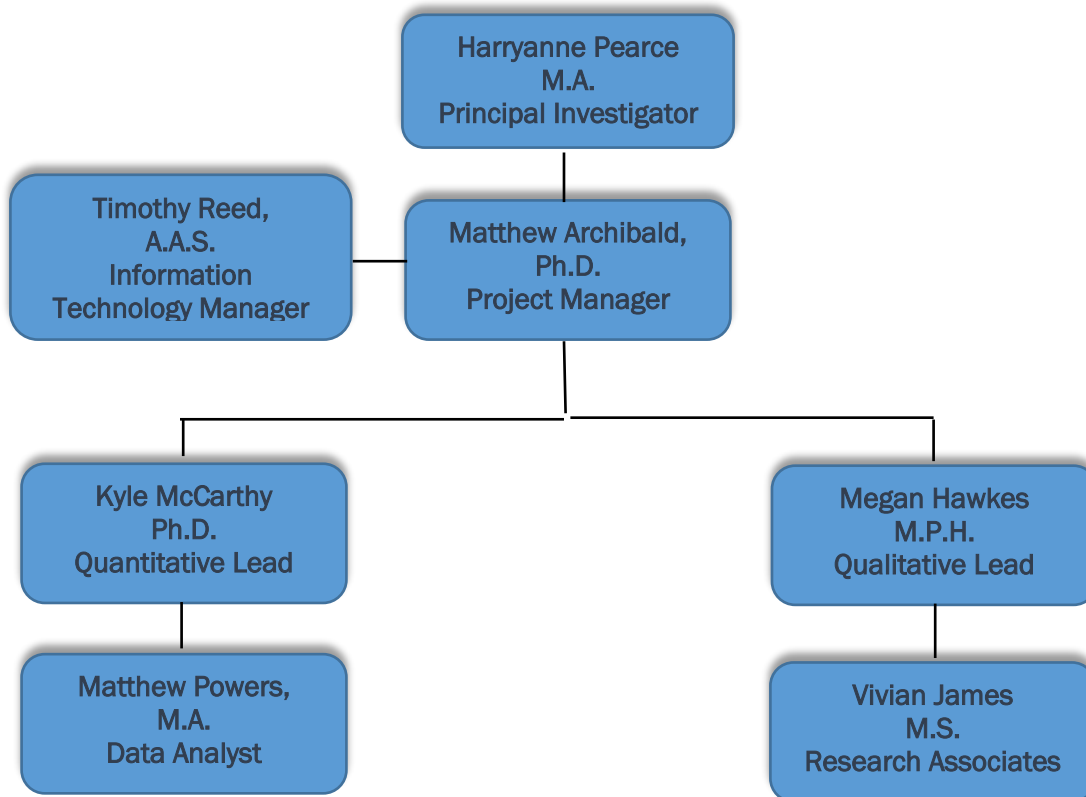 Harryanne Pearce
M.A.
Principal Investigator
Timothy Reed,
A.A.S.
Information
Technology Manager
Matthew Archibald,
Ph.D.
Project Manager
Kyle McCarthy
Ph.D.
Quantitative Lead
Megan Hawkes
M.P.H.
Qualitative Lead
Matthew Powers,
M.A.
Data Analyst
Vivian James
M.S.
Research Associates